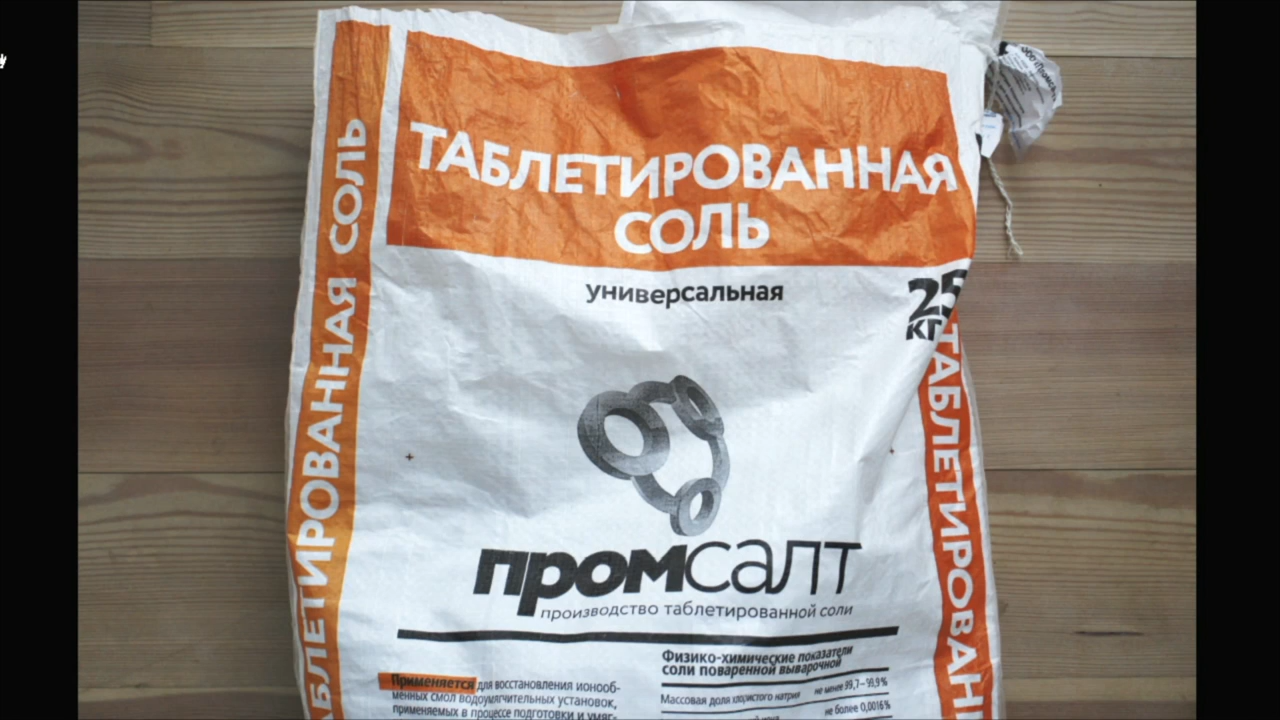 ТАБЛЕТИРОВАННАЯ
СОЛЬ
универсальная
25
КГ
ТАБЛЕТИРОВАННАЯ СОЛЬ
ТАБЛЕТИРОВАНН
промсалт
производство таблетированной соли
Применяется для восстановления ионооб-
менных смол водоумягчительных установок,
применяемых в процессе подготовки и умяг-
Физико-химические показатели
соли поваренной выварочной
Массовая доля хлористого натрия не менее 99,7–99,9%
не более 0,0016%